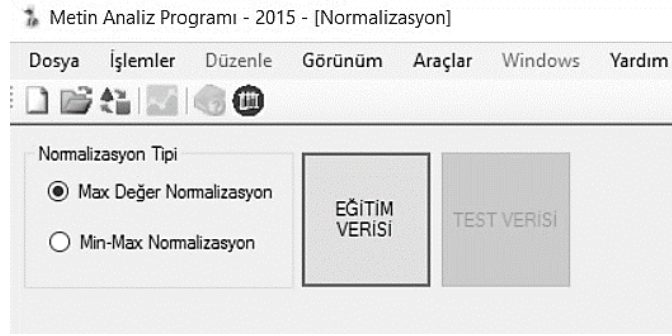 Metin Analiz Programı - 2015 - [Normalizasyon]
Dosya İşlemler Düzenle Görünüm Araçlar Windows Yardım
Normalizasyon Tipi
Max Değer Normalizasyon
Min-Max Normalizasyon
EĞİTİM
VERİSİ
TEST VERİSİ